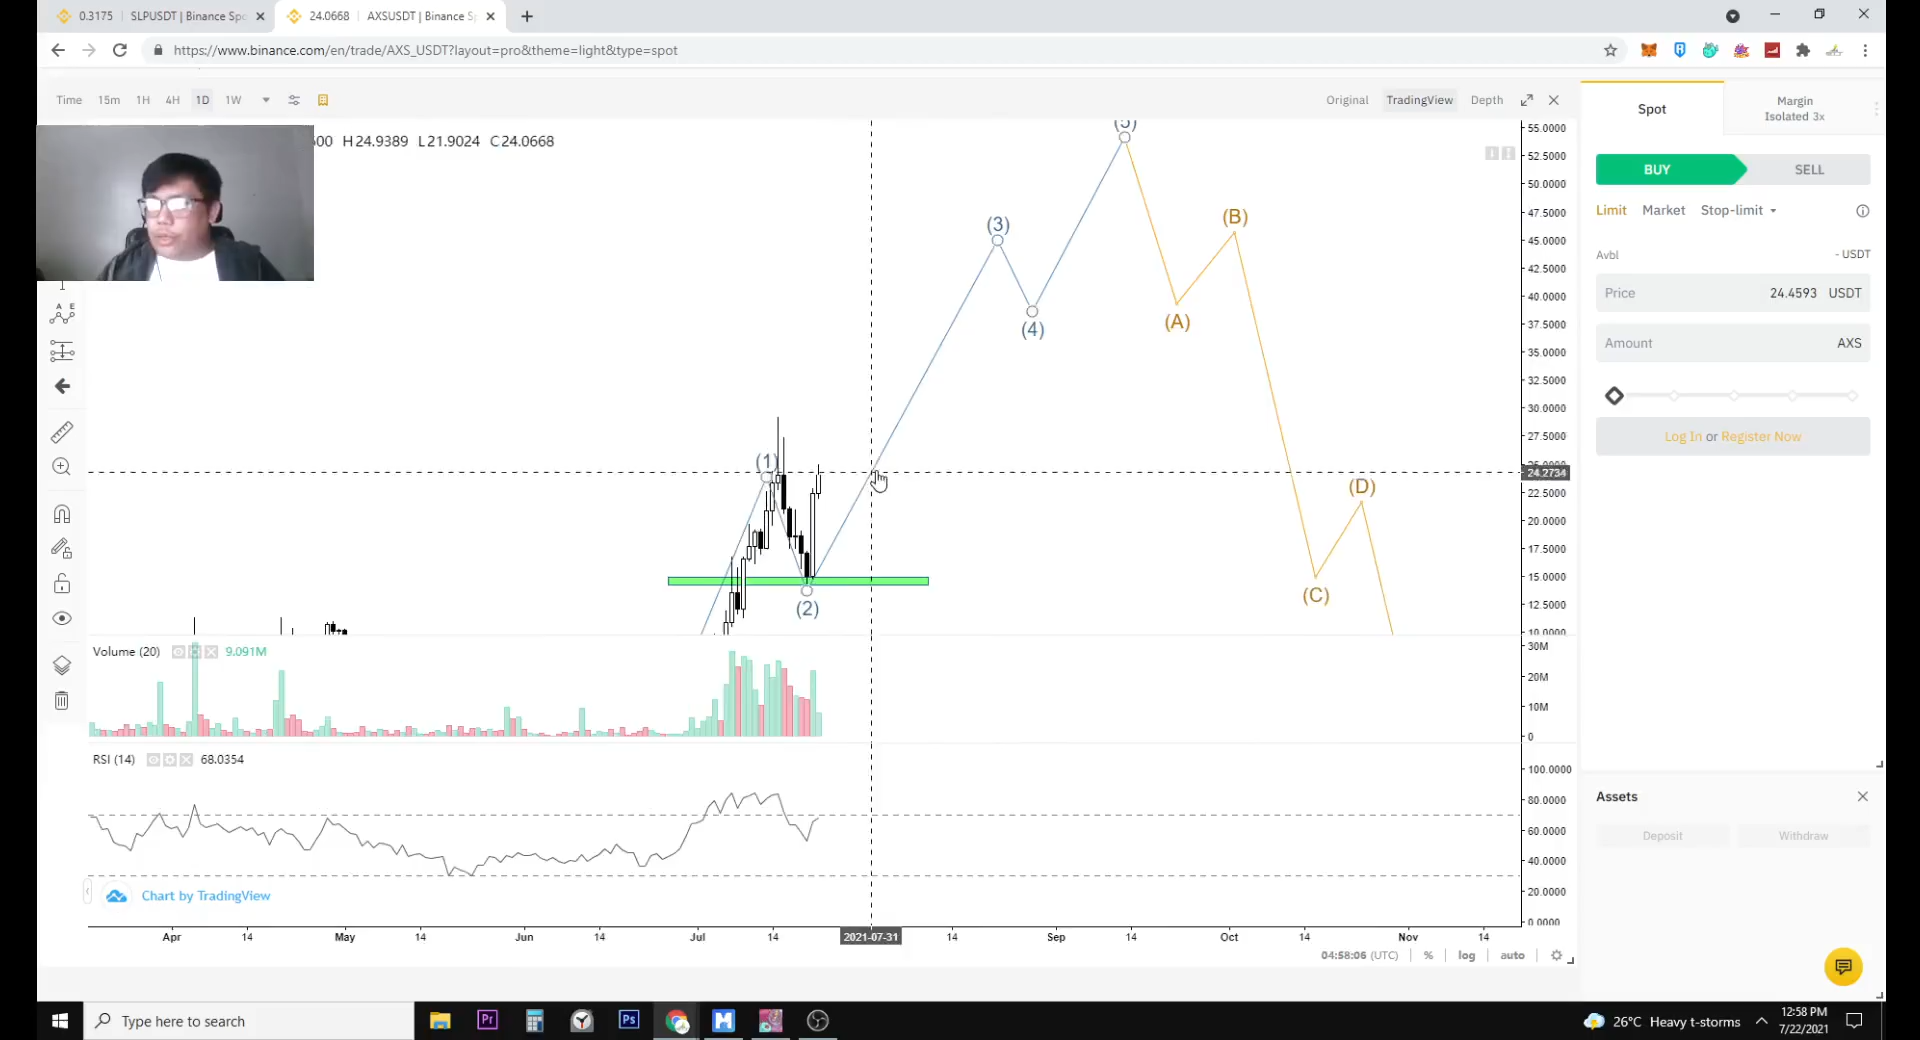 0.3175 SLPUSDT | Binance Spo
24.0668 AXSUSDT | Binance S
https://www.binance.com/en/trade/AXS_USDT?layout=pro&theme=light&type=spot
Time 15m 1H 4H 1D 1W
Original TradingView Depth
00 H24.9389 L21.9024 C24.0668
(1)
(2)
(3)
(4)
(5)
(A)
(B)
(C)
(D)
55.0000
52.5000
50.0000
47.5000
45.0000
42.5000
40.0000
37.5000
35.0000
32.5000
30.0000
27.5000
24.2734
22.5000
20.0000
17.5000
15.0000
12.5000
10.0000
Volume (20) 9.091M
30M
20M
10M
0
RSI (14) 68.0354
100.0000
80.0000
60.0000
40.0000
20.0000
0.0000
Chart by TradingView
Apr 14 May 14 Jun 14 Jul 14 2021-07-31 14 Sep 14 Oct 14 Nov 14
04:58:06 (UTC) % log auto
Spot
Margin
Isolated 3x
BUY SELL
Limit Market Stop-limit
Avbl - USDT
Price 24.4593 USDT
Amount AXS
Log In or Register Now
Assets
Deposit Withdraw
Type here to search
26°C Heavy t-storms
12:58 PM
7/22/2021